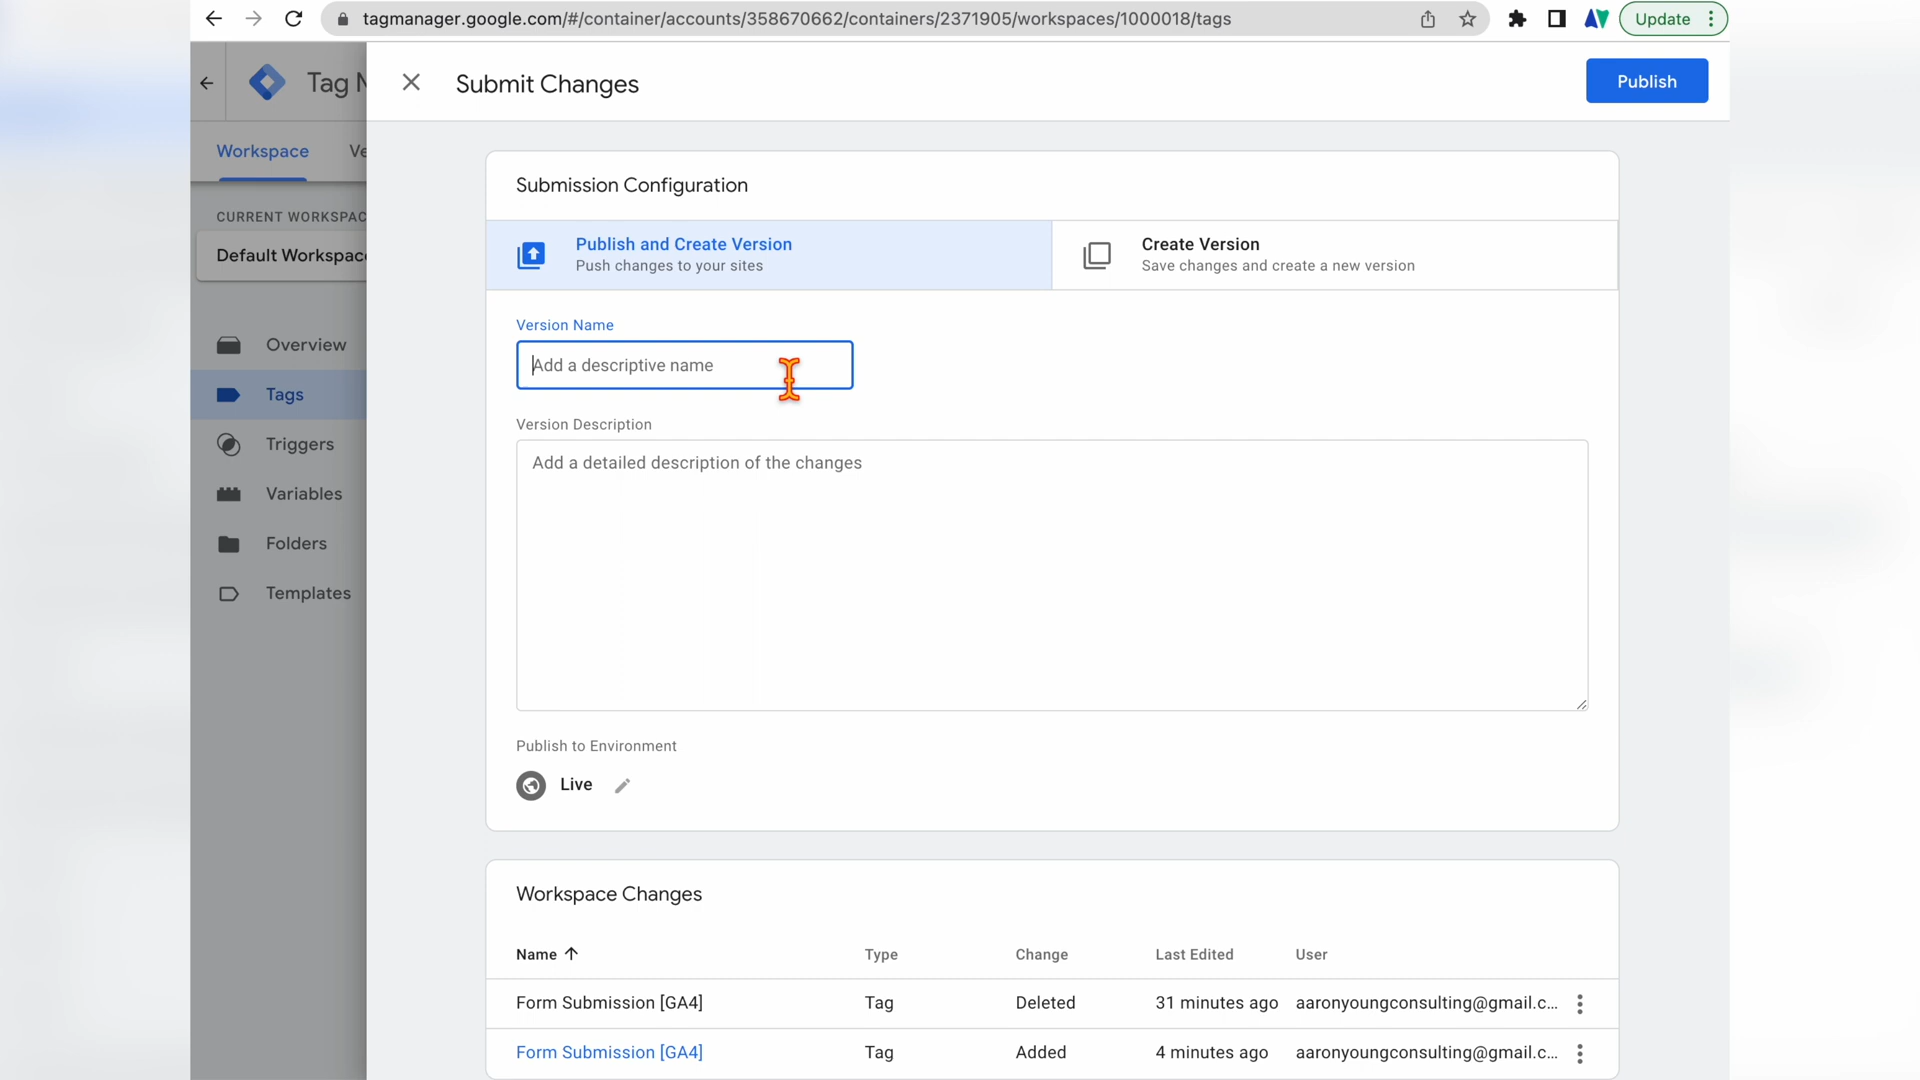 tagmanager.google.com/#/container/accounts/358670662/containers/2371905/workspaces/1000018/tags
Update
Tag M
Submit Changes
Publish
Workspace
Ve
Submission Configuration
CURRENT WORKSPAC
Default Workspac
Publish and Create Version
Push changes to your sites
Create Version
Save changes and create a new version
Version Name
Add a descriptive name
Overview
Tags
Triggers
Variables
Folders
Templates
Version Description
Add a detailed description of the changes
Publish to Environment
Live
Workspace Changes
Name Type Change Last Edited User
Form Submission [GA4] Tag Deleted 31 minutes ago aaronyoungconsulting@gmail.c...
Form Submission [GA4] Tag Added 4 minutes ago aaronyoungconsulting@gmail.c...